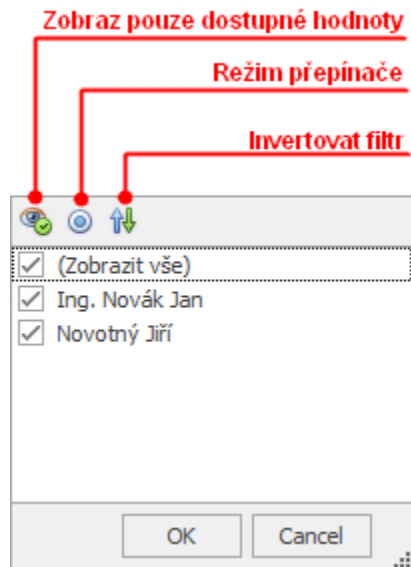 Zobraz pouze dostupné hodnoty
Režim přepínače
Invertovat filtr
(Zobrazit vše)
Ing. Novák Jan
Novotný Jiří
OK Cancel